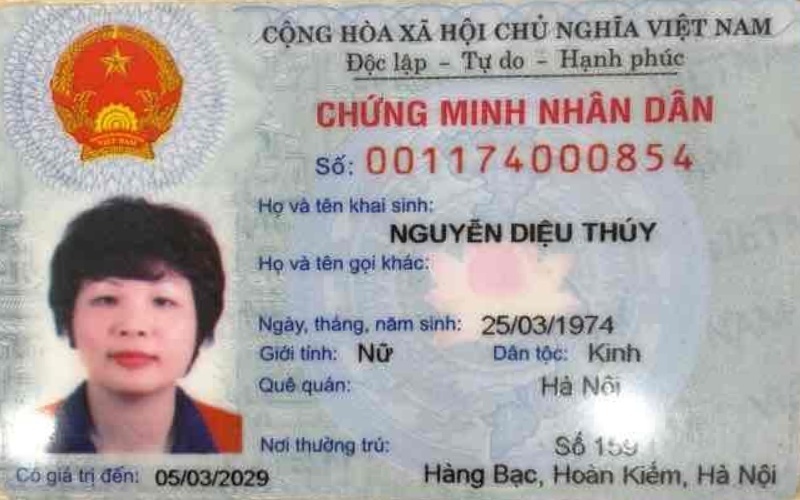 CỘNG HÒA XÃ HỘI CHỦ NGHĨA VIỆT NAM
Độc lập - Tự do - Hạnh phúc
CHỨNG MINH NHÂN DÂN
Số: 001174000854
Họ và tên khai sinh:
NGUYỄN DIỆU THÚY
Họ và tên gọi khác:
Ngày, tháng, năm sinh: 25/03/1974
Giới tính: Nữ Dân tộc: Kinh
Quê quán: Hà Nội
Nơi thường trú: Số 159
Có giá trị đến: 05/03/2029 Hàng Bạc, Hoàn Kiếm, Hà Nội
VIỆT NAM